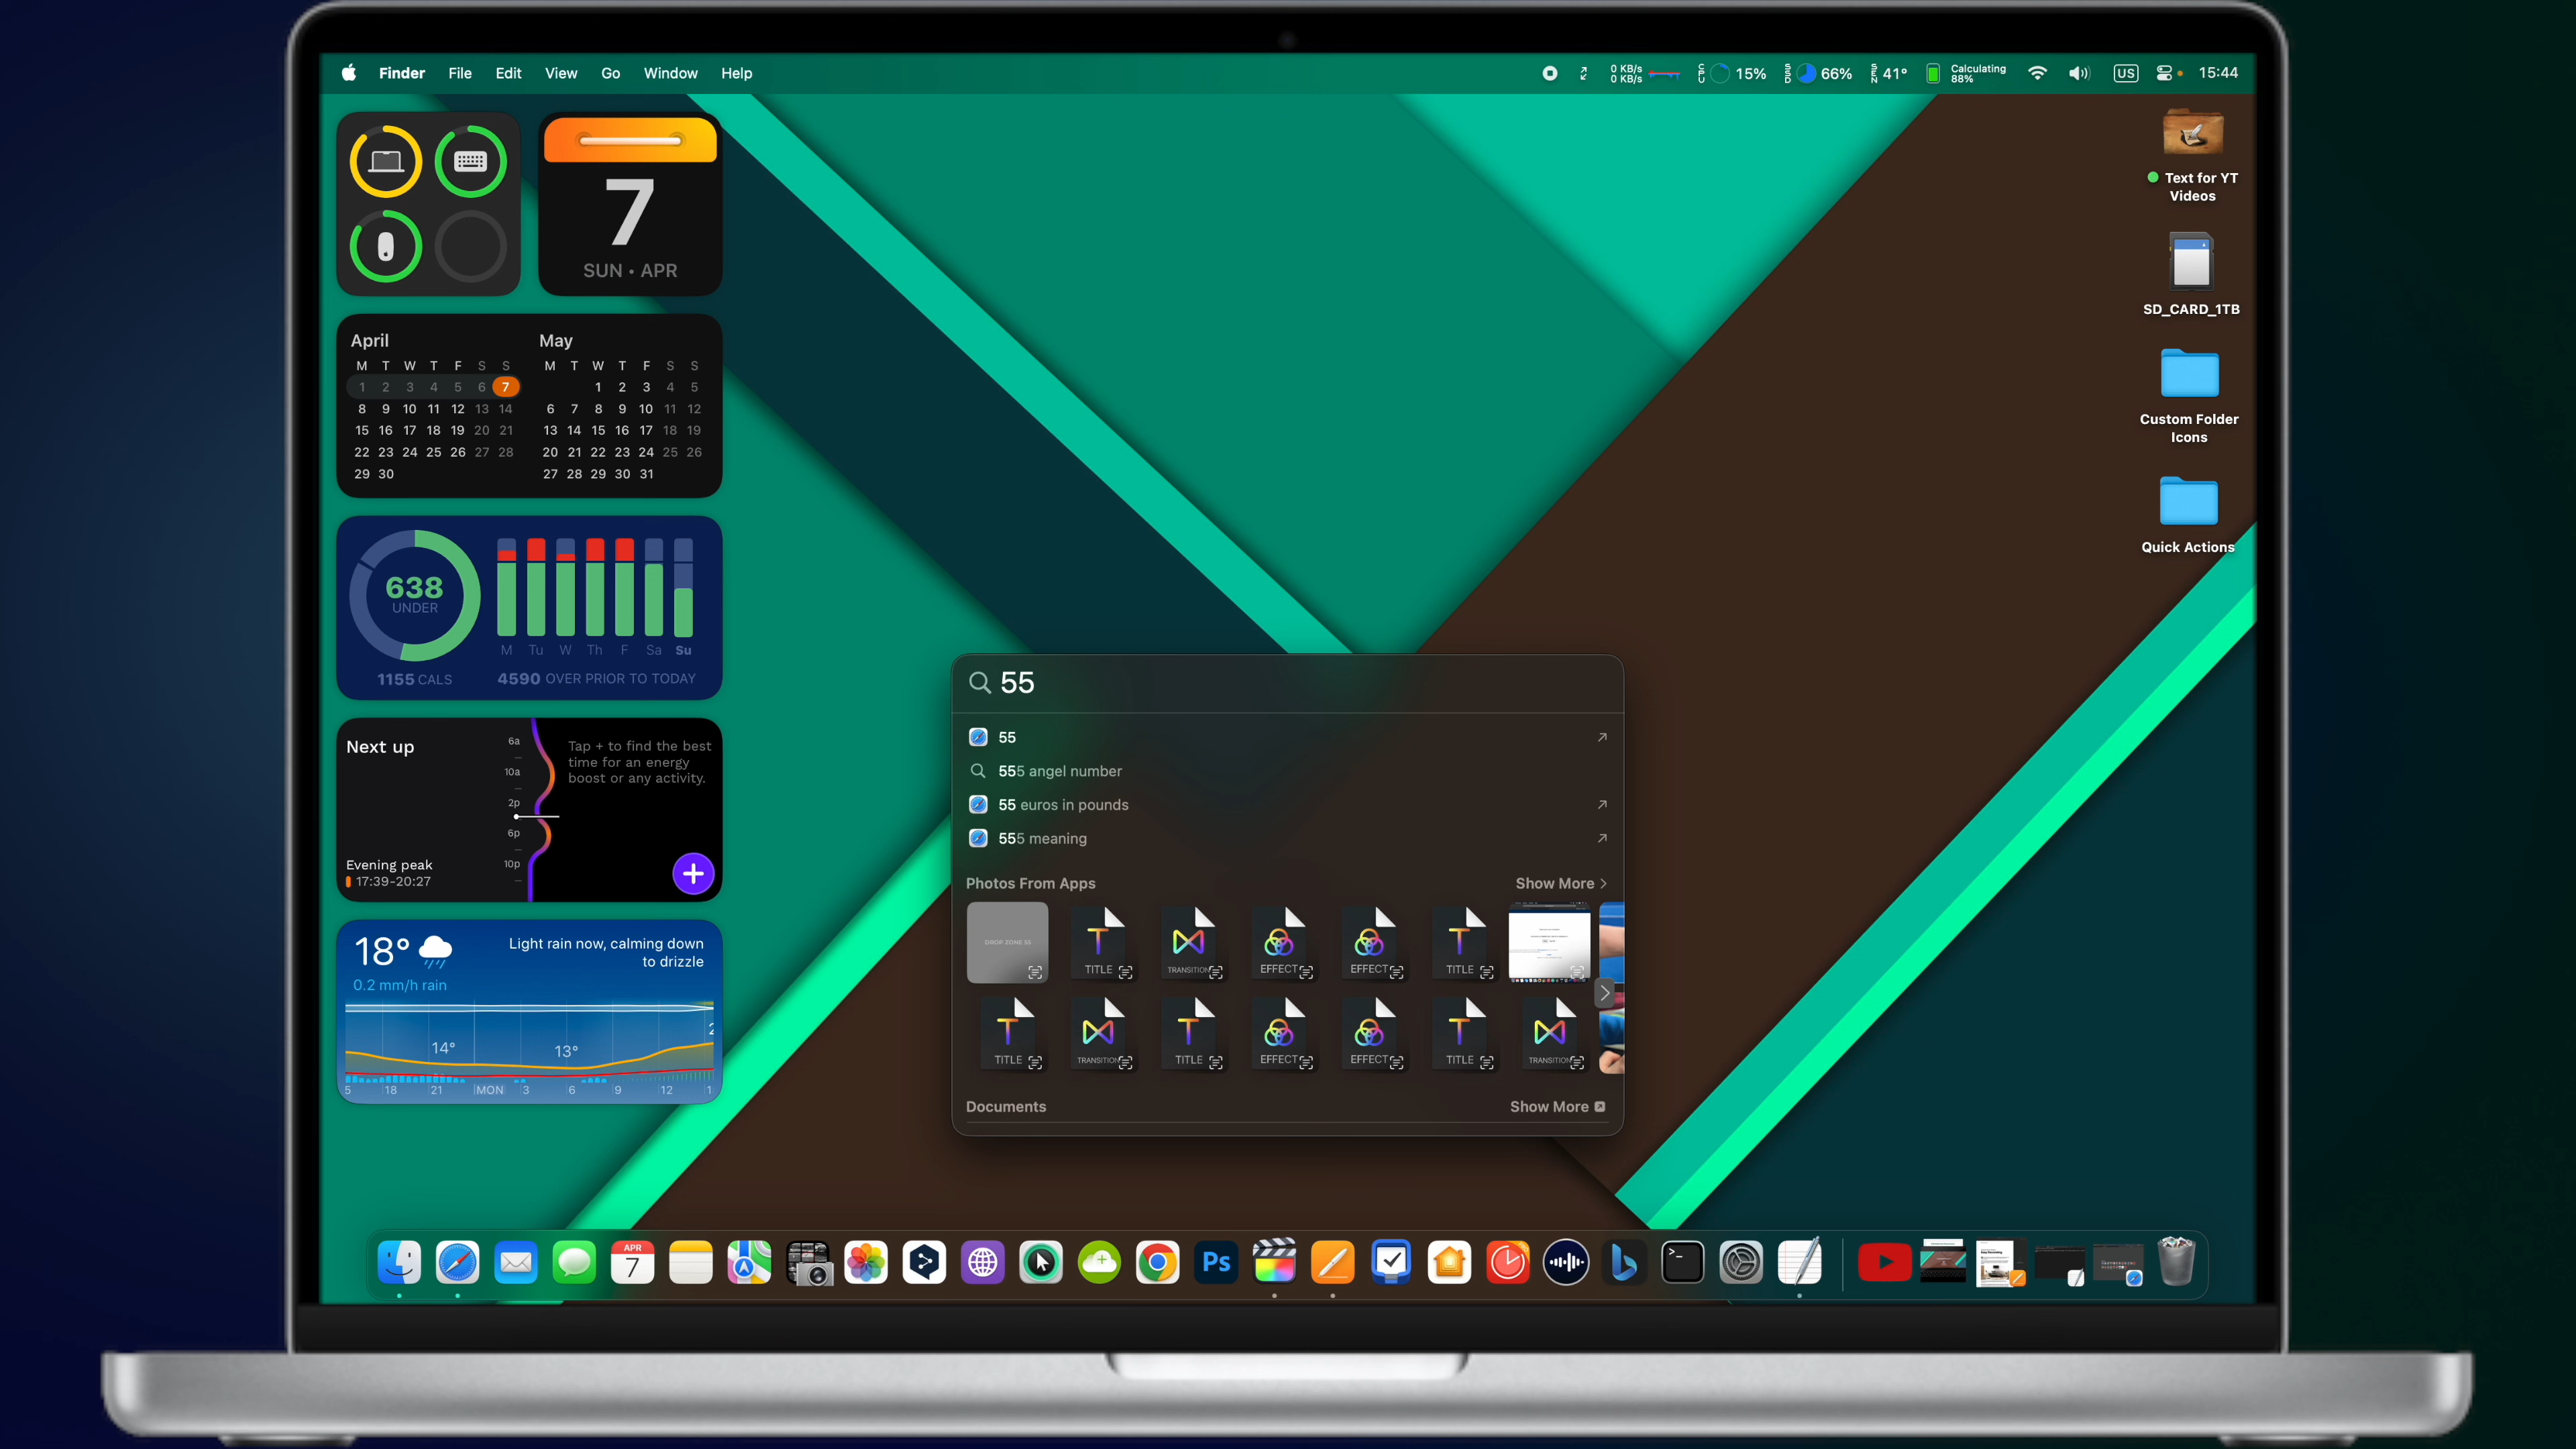 Finder File Edit View Go Window Help
0 KB/s
0 KB/s
CPU 15%
SSD 66%
SEN 41°
Calculating
88%
US
15:44
7
SUN • APR
April
M T W T F S S
1 2 3 4 5 6 7
8 9 10 11 12 13 14
15 16 17 18 19 20 21
22 23 24 25 26 27 28
29 30
May
M T W T F S S
1 2 3 4 5
6 7 8 9 10 11 12
13 14 15 16 17 18 19
20 21 22 23 24 25 26
27 28 29 30 31
638
UNDER
1155 CALS
M Tu W Th F Sa Su
4590 OVER PRIOR TO TODAY
Next up
6a
10a
2p
6p
10p
Tap + to find the best
time for an energy
boost or any activity.
Evening peak
17:39-20:27
18°
Light rain now, calming down
to drizzle
0.2 mm/h rain
14°
13°
5 18 21 MON 3 6 9 12 1
Text for YT
Videos
SD_CARD_1TB
Custom Folder
Icons
Quick Actions
55
55
555 angel number
55 euros in pounds
555 meaning
Photos From Apps
Show More
DROP ZONE 55
TITLE TRANSITION EFFECT EFFECT TITLE
TITLE TRANSITION TITLE EFFECT EFFECT TITLE TRANSITION
Documents
Show More
APR
7
Ps